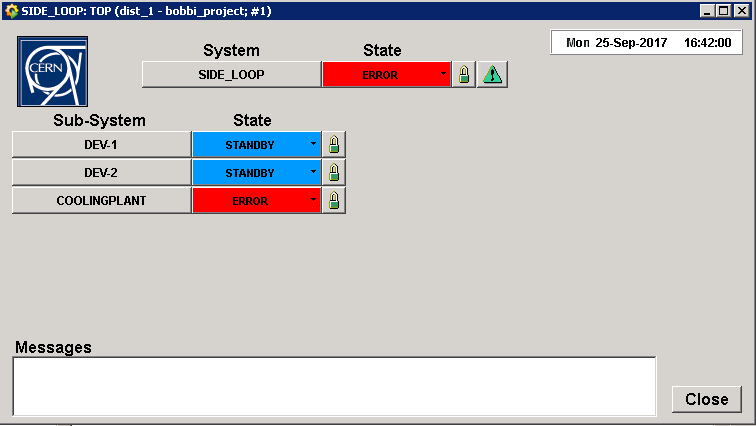 SIDE_LOOP: TOP (dist_1 - bobbi_project; #1)
Mon 25-Sep-2017 16:42:00
CERN
System State
SIDE_LOOP ERROR
Sub-System State
DEV-1 STANDBY
DEV-2 STANDBY
COOLINGPLANT ERROR
Messages
Close